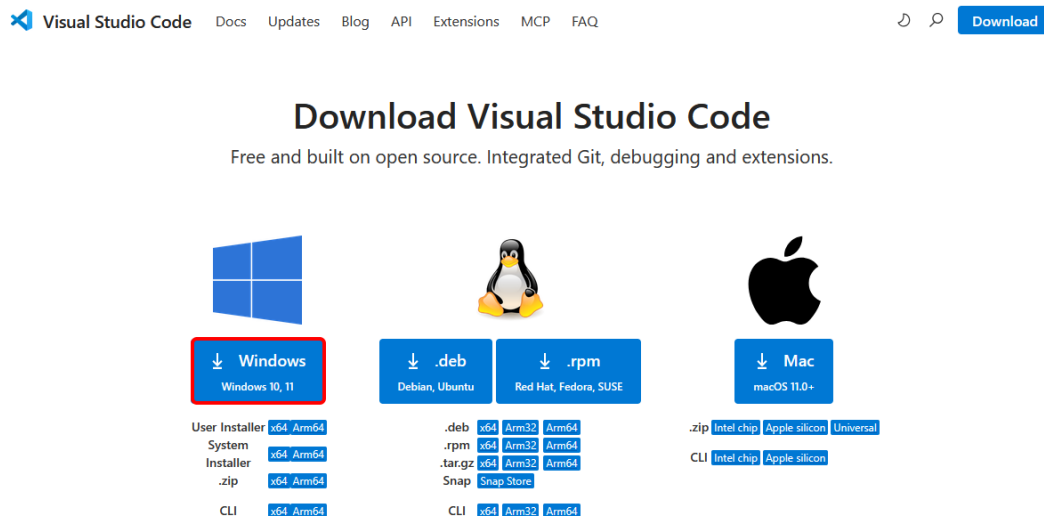 Visual Studio Code Docs Updates Blog API Extensions MCP FAQ Download
Download Visual Studio Code
Free and built on open source. Integrated Git, debugging and extensions.
Windows
Windows 10, 11
User Installer x64 Arm64
System Installer x64 Arm64
.zip x64 Arm64
CLI x64 Arm64
.deb
Debian, Ubuntu
.rpm
Red Hat, Fedora, SUSE
.deb x64 Arm32 Arm64
.rpm x64 Arm32 Arm64
.tar.gz x64 Arm32 Arm64
Snap Snap Store
CLI x64 Arm32 Arm64
Mac
macOS 11.0+
.zip Intel chip Apple silicon Universal
CLI Intel chip Apple silicon